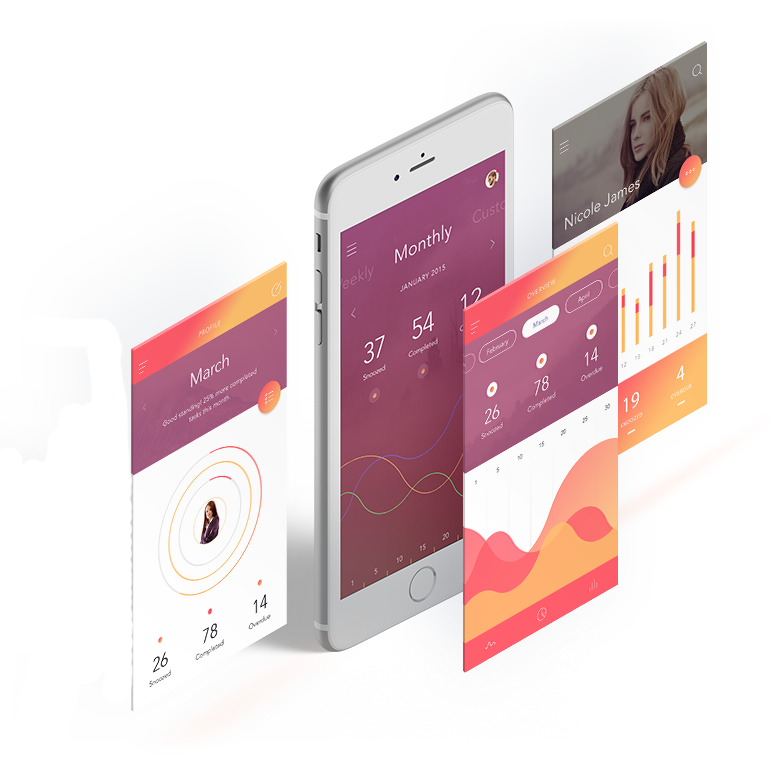 PROFILE
March
Good standing! 25% more completed
tasks this month.
26
Snoozed
78
Completed
14
Overdue
Monthly
JANUARY 2015
37
Snoozed
54
Completed
12
1 5 10 15 20
OVERVIEW
February
March
April
26
Snoozed
78
Completed
14
Overdue
1 5 10 15 20 25 30
Nicole James
12 15 18 21 24 27
19
SNOOZED
4
OVERDUE